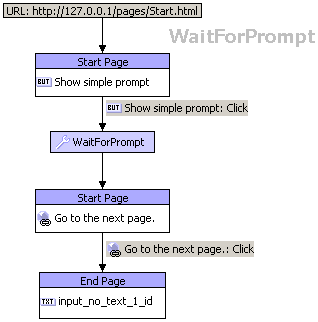 URL: http://127.0.0.1/pages/Start.html
WaitForPrompt
Start Page
BUT Show simple prompt
BUT Show simple prompt: Click
WaitForPrompt
Start Page
Go to the next page.
Go to the next page.: Click
End Page
TXT input_no_text_1_id